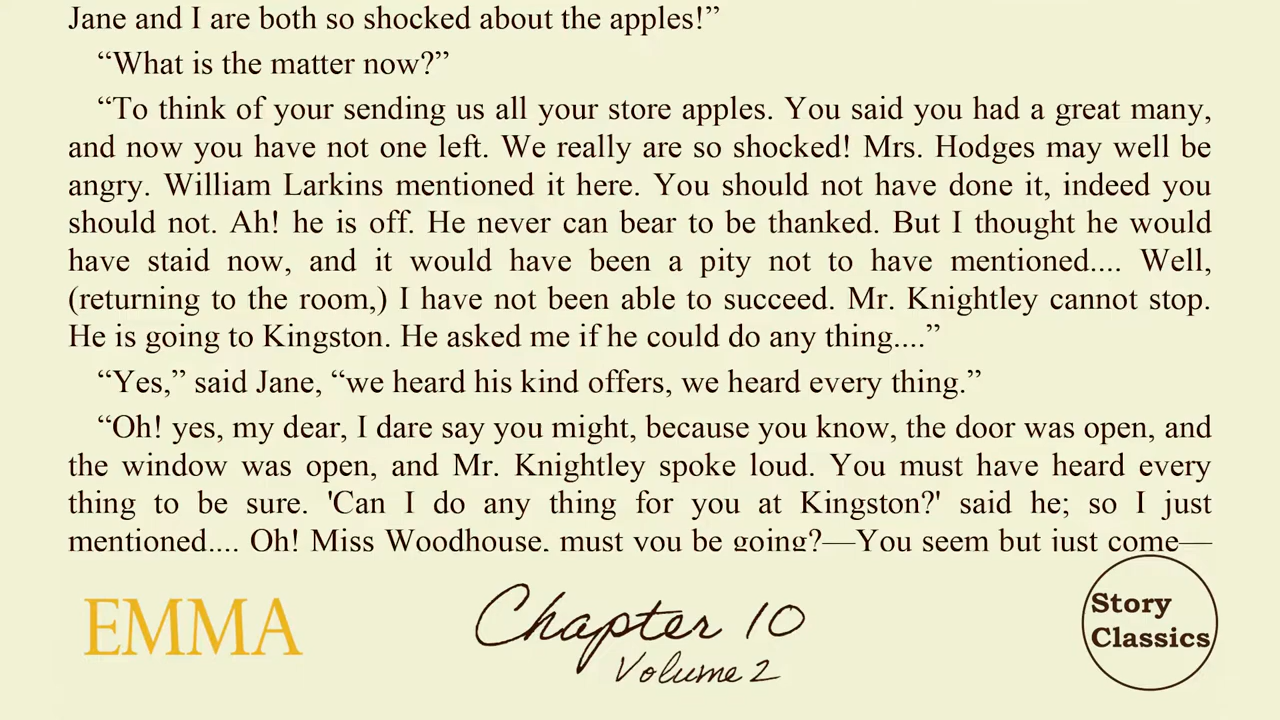 Jane and I are both so shocked about the apples!”
“What is the matter now?”
“To think of your sending us all your store apples. You said you had a great many,
and now you have not one left. We really are so shocked! Mrs. Hodges may well be
angry. William Larkins mentioned it here. You should not have done it, indeed you
should not. Ah! he is off. He never can bear to be thanked. But I thought he would
have staid now, and it would have been a pity not to have mentioned.... Well,
(returning to the room,) I have not been able to succeed. Mr. Knightley cannot stop.
He is going to Kingston. He asked me if he could do any thing....”
“Yes,” said Jane, “we heard his kind offers, we heard every thing.”
“Oh! yes, my dear, I dare say you might, because you know, the door was open, and
the window was open, and Mr. Knightley spoke loud. You must have heard every
thing to be sure. 'Can I do any thing for you at Kingston?' said he; so I just
mentioned.... Oh! Miss Woodhouse, must you be going?—You seem but just come—
EMMA
Chapter 10
Volume 2
Story
Classics